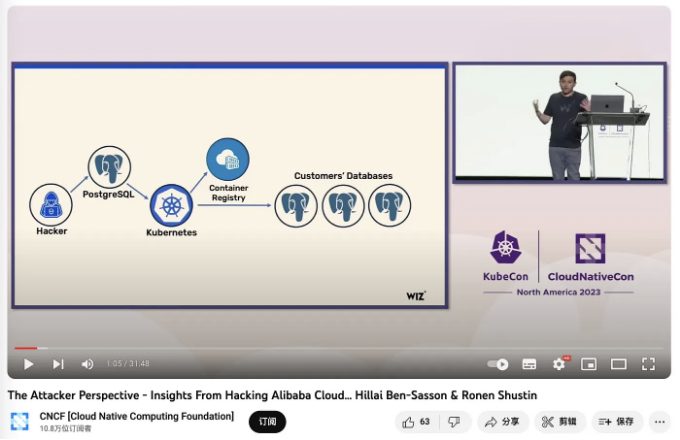 Customers' Databases
PostgreSQL
Container
Registry
Hacker
Kubernetes
WIZ
KubeCon
CloudNativeCon
North America 2023
1:05 / 31:48
The Attacker Perspective - Insights From Hacking Alibaba Cloud... Hillai Ben-Sasson & Ronen Shustin
CNCF [Cloud Native Computing Foundation]
10.8万位订阅者
订阅
63
分享
剪辑
保存